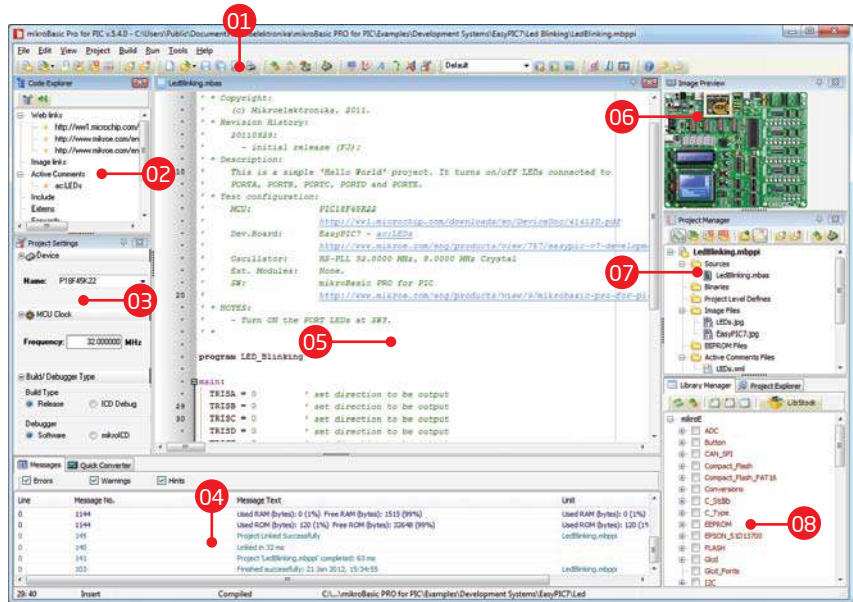 01
mikroBasic Pro for PIC v.5.4.0 - C:\Users\Public\Documents\Mikroelektronika\mikroBasic PRO for PIC\Examples\Development Systems\EasyPIC7\Led Blinking\LedBlinking.mbppi
File Edit View Project Build Run Tools Help
Default
Code Explorer
Web links
http://ww1.microchip.com/
http://www.mikroe.com/en
http://www.mikroe.com/en
Image links
Active Comments
ac:LEDs
Include
Externs
02
Project Settings
Device
Name: P18F45K22
03
MCU Clock
Frequency: 32.000000 MHz
Build/ Debugger Type
Build Type
Release ICD Debug
Debugger
Software mikroICD
LedBlinking.mbas
' * Copyright:
(c) Mikroelektronika, 2011.
' * Revision History:
20110929:
- initial release (FJ);
' * Description:
10 This is a simple 'Hello World' project. It turns on/off LEDs connected to
PORTA, PORTB, PORTC, PORTD and PORTE.
' * Test configuration:
MCU: PIC18F45K22
http://ww1.microchip.com/downloads/en/DeviceDoc/41412D.pdf
Dev.Board: EasyPIC7 - ac:LEDs
http://www.mikroe.com/eng/products/view/757/easypic-v7-developm
Oscillator: HS-PLL 32.0000 MHz, 8.0000 MHz Crystal
Ext. Modules: None.
SW: mikroBasic PRO for PIC
20 http://www.mikroe.com/eng/products/view/9/mikrobasic-pro-for-pi
' * NOTES:
- Turn ON the PORT LEDs at SW3.
' *
05
program LED_Blinking
main:
TRISA = 0 ' set direction to be output
29 TRISB = 0 ' set direction to be output
30 TRISC = 0 ' set direction to be output
TRISD = 0 ' set direction to be output
Image Preview
06
Project Manager
LedBlinking.mbppi
Sources
LedBlinking.mbas
07
Binaries
Project Level Defines
Image Files
LEDs.jpg
EasyPIC7.jpg
EEPROM Files
Active Comments Files
LEDs.xml
Library Manager Project Explorer
LibStock
mikroE
ADC
Button
CAN_SPI
Compact_Flash
Compact_Flash_FAT16
Conversions
C_Stdlib
C_Type
EEPROM
EPSON_S1D13700
FLASH
Glcd
Glcd_Fonts
I2C
08
Messages Quick Converter
Errors Warnings Hints
Line Message No. Message Text Unit
0 1144 Used RAM (bytes): 0 (1%) Free RAM (bytes): 1515 (99%) Used RAM (bytes): 0 (1%)
0 1144 Used ROM (bytes): 120 (1%) Free ROM (bytes): 32648 (99%) Used ROM (bytes): 120 (1%
0 145 Project Linked Successfully LedBlinking.mbppi
0 140 Linked in 32 ms
0 141 Project 'LedBlinking.mbppi' completed: 63 ms
0 103 Finished successfully: 21 Jan 2012, 15:34:55 LedBlinking.mbppi
04
29: 40 Insert Compiled C:\...\mikroBasic PRO for PIC\Examples\Development Systems\EasyPIC7\Led